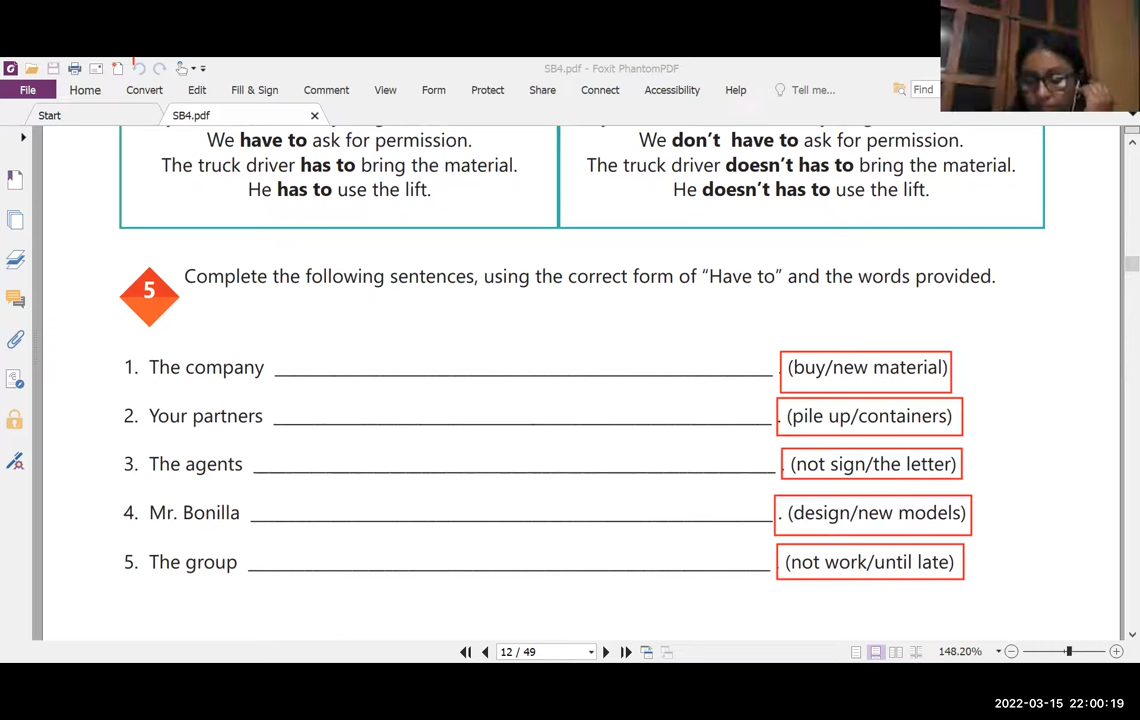 SB4.pdf - Foxit PhantomPDF
File Home Convert Edit Fill & Sign Comment View Form Protect Share Connect Accessibility Help Tell me... Find
Start SB4.pdf
We have to ask for permission.
The truck driver has to bring the material.
He has to use the lift.
We don't have to ask for permission.
The truck driver doesn't has to bring the material.
He doesn't has to use the lift.
5 Complete the following sentences, using the correct form of “Have to” and the words provided.
1. The company ______ . (buy/new material)
2. Your partners ______ . (pile up/containers)
3. The agents ______ . (not sign/the letter)
4. Mr. Bonilla ______ . (design/new models)
5. The group ______ . (not work/until late)
12 / 49 148.20%
2022-03-15 22:00:19